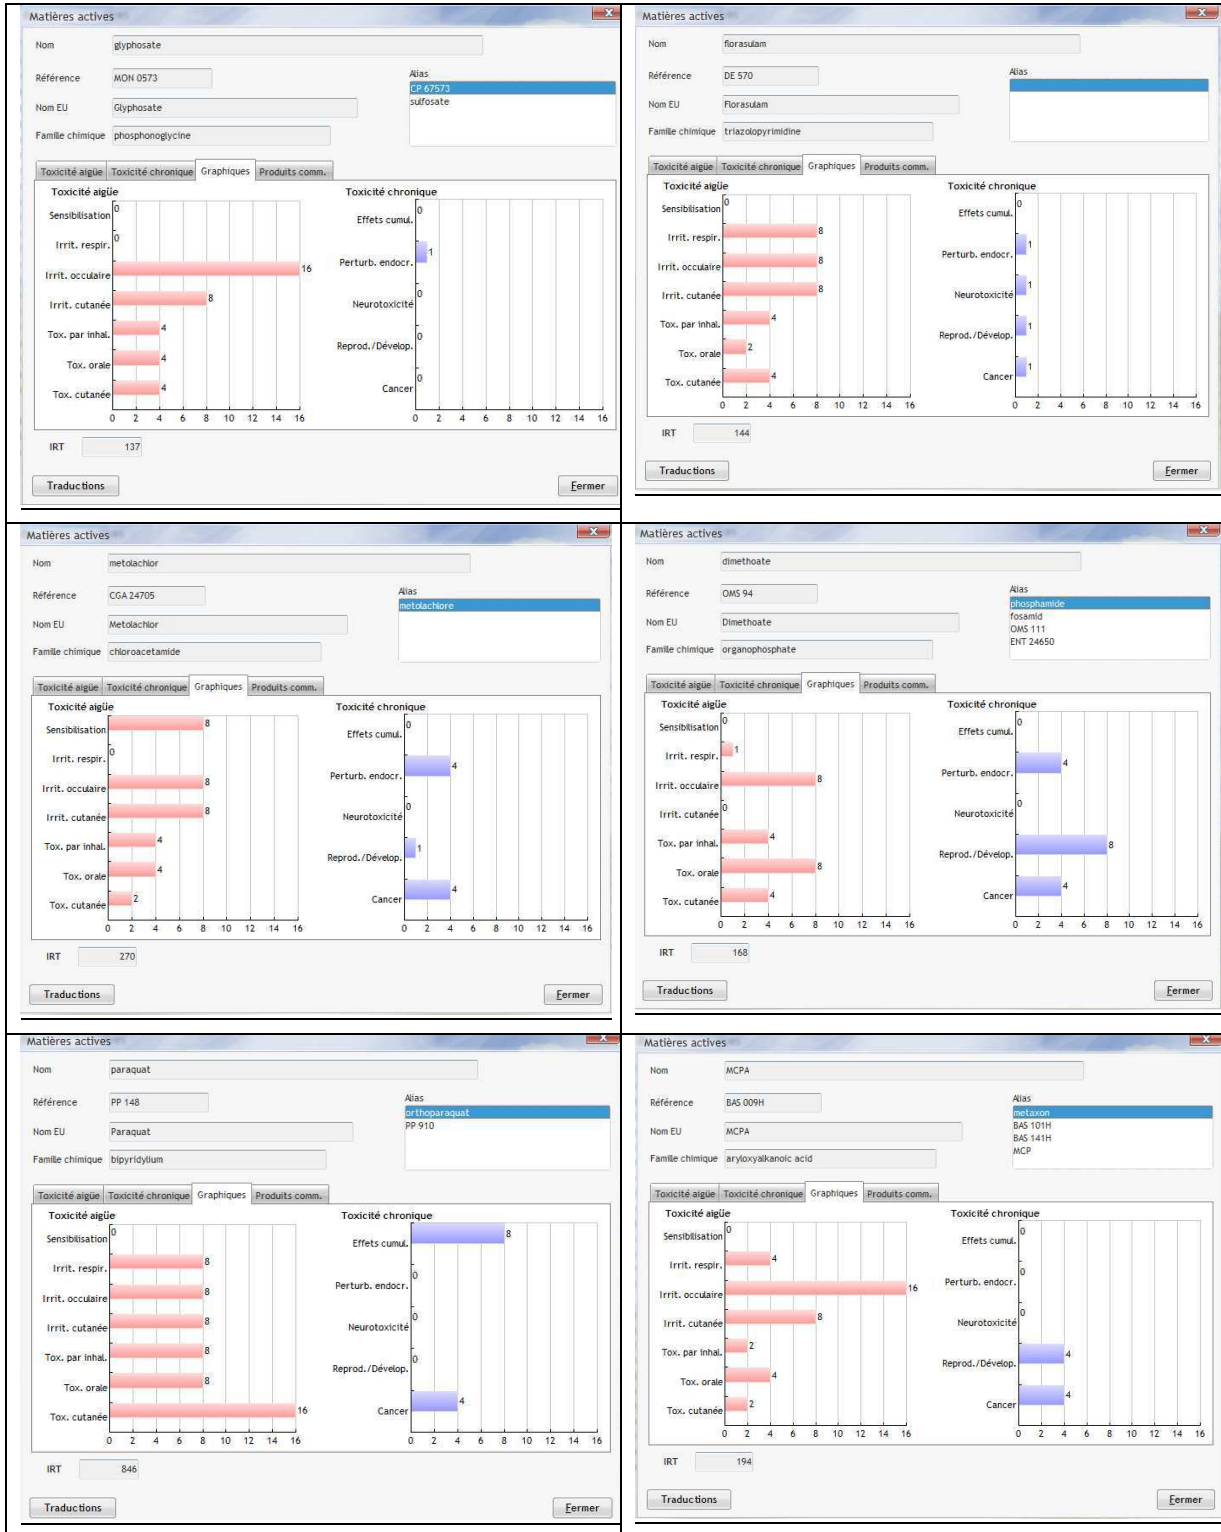 Matières actives
X
Nom glyphosate
Référence MON 0573
Alias
CP 67573
sulfosate
Nom EU Glyphosate
Famille chimique phosphonoglycine
Toxicité aigüe Toxicité chronique Graphiques Produits comm.
Toxicité aigüe
Sensibilisation 0
Irrit. respir. 0
Irrit. occulaire 16
Irrit. cutanée 8
Tox. par inhal. 4
Tox. orale 4
Tox. cutanée 4
0 2 4 6 8 10 12 14 16
Toxicité chronique
Effets cumul. 0
Perturb. endocr. 1
Neurotoxicité 0
Reprod./Dévelop. 0
Cancer 0
0 2 4 6 8 10 12 14 16
IRT 137
Traductions
Fermer
Matières actives
X
Nom florasulam
Référence DE 570
Alias
Nom EU Florasulam
Famille chimique triazolopyrimidine
Toxicité aigüe Toxicité chronique Graphiques Produits comm.
Toxicité aigüe
Sensibilisation 0
Irrit. respir. 8
Irrit. occulaire 8
Irrit. cutanée 8
Tox. par inhal. 4
Tox. orale 2
Tox. cutanée 4
0 2 4 6 8 10 12 14 16
Toxicité chronique
Effets cumul. 0
Perturb. endocr. 1
Neurotoxicité 1
Reprod./Dévelop. 1
Cancer 1
0 2 4 6 8 10 12 14 16
IRT 144
Traductions
Fermer
Matières actives
X
Nom metolachlor
Référence CGA 24705
Alias
metolachlore
Nom EU Metolachlor
Famille chimique chloroacetamide
Toxicité aigüe Toxicité chronique Graphiques Produits comm.
Toxicité aigüe
Sensibilisation 8
Irrit. respir. 0
Irrit. occulaire 8
Irrit. cutanée 8
Tox. par inhal. 4
Tox. orale 4
Tox. cutanée 2
0 2 4 6 8 10 12 14 16
Toxicité chronique
Effets cumul. 0
Perturb. endocr. 4
Neurotoxicité 0
Reprod./Dévelop. 1
Cancer 4
0 2 4 6 8 10 12 14 16
IRT 270
Traductions
Fermer
Matières actives
X
Nom dimethoate
Référence OMS 94
Alias
phosphamide
fosamid
OMS 111
ENT 24650
Nom EU Dimethoate
Famille chimique organophosphate
Toxicité aigüe Toxicité chronique Graphiques Produits comm.
Toxicité aigüe
Sensibilisation 0
Irrit. respir. 1
Irrit. occulaire 8
Irrit. cutanée 0
Tox. par inhal. 4
Tox. orale 8
Tox. cutanée 4
0 2 4 6 8 10 12 14 16
Toxicité chronique
Effets cumul. 0
Perturb. endocr. 4
Neurotoxicité 0
Reprod./Dévelop. 8
Cancer 4
0 2 4 6 8 10 12 14 16
IRT 168
Traductions
Fermer
Matières actives
X
Nom paraquat
Référence PP 148
Alias
orthoparaquat
PP 910
Nom EU Paraquat
Famille chimique bipyridylium
Toxicité aigüe Toxicité chronique Graphiques Produits comm.
Toxicité aigüe
Sensibilisation 0
Irrit. respir. 8
Irrit. occulaire 8
Irrit. cutanée 8
Tox. par inhal. 8
Tox. orale 8
Tox. cutanée 16
0 2 4 6 8 10 12 14 16
Toxicité chronique
Effets cumul. 8
Perturb. endocr. 0
Neurotoxicité 0
Reprod./Dévelop. 0
Cancer 4
0 2 4 6 8 10 12 14 16
IRT 846
Traductions
Fermer
Matières actives
X
Nom MCPA
Référence BAS 009H
Alias
metaxon
BAS 101H
BAS 141H
MCP
Nom EU MCPA
Famille chimique aryloxyalkanoic acid
Toxicité aigüe Toxicité chronique Graphiques Produits comm.
Toxicité aigüe
Sensibilisation 0
Irrit. respir. 4
Irrit. occulaire 16
Irrit. cutanée 8
Tox. par inhal. 2
Tox. orale 4
Tox. cutanée 2
0 2 4 6 8 10 12 14 16
Toxicité chronique
Effets cumul. 0
Perturb. endocr. 0
Neurotoxicité 0
Reprod./Dévelop. 4
Cancer 4
0 2 4 6 8 10 12 14 16
IRT 194
Traductions
Fermer